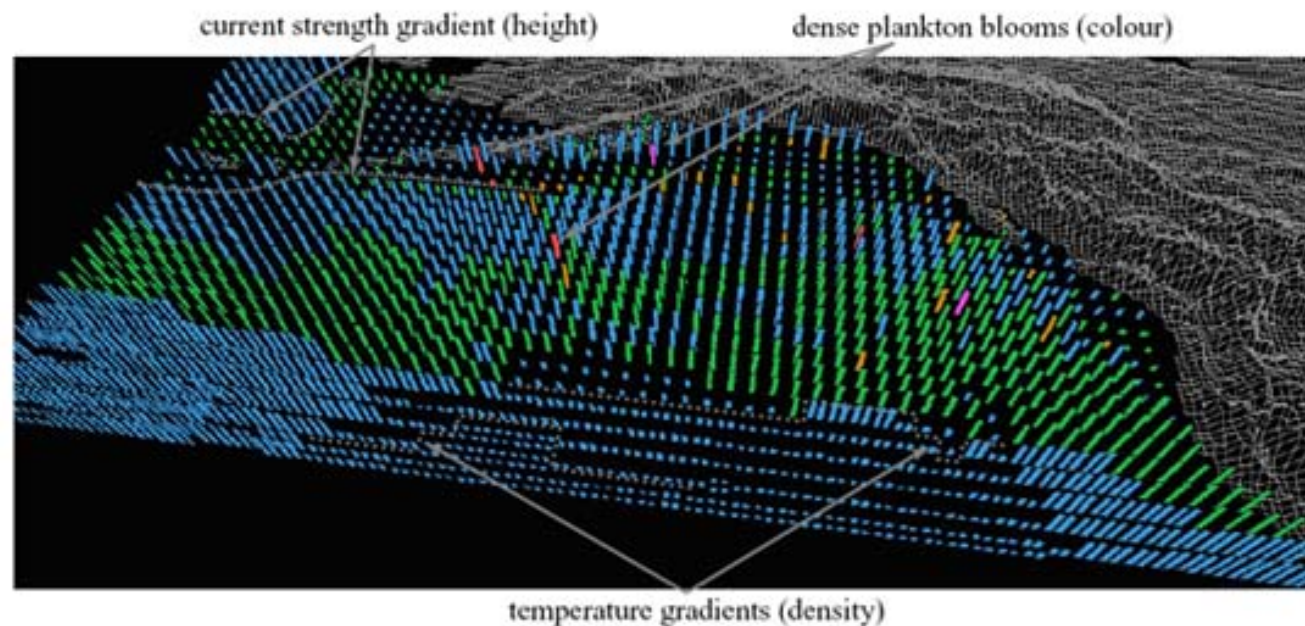 current strength gradient (height)
dense plankton blooms (colour)
temperature gradients (density)